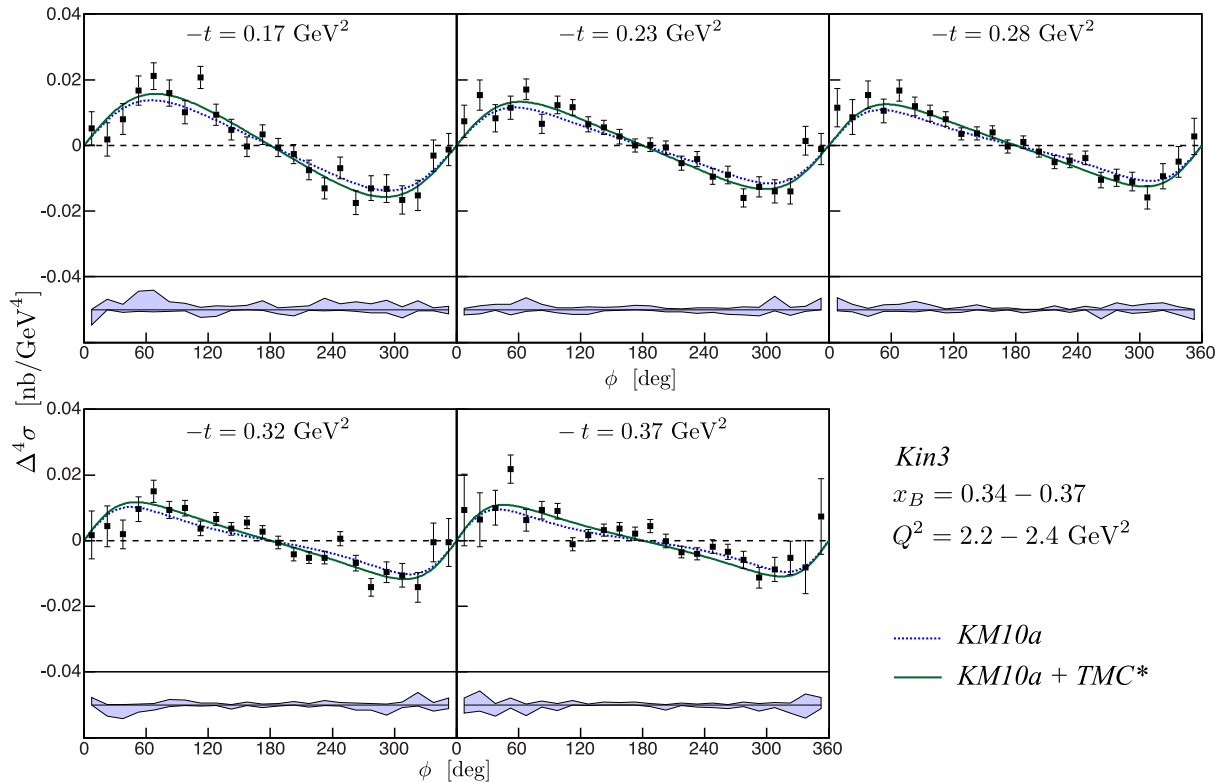 −t = 0.17 GeV²
−t = 0.23 GeV²
−t = 0.28 GeV²
0.04
0.02
0
-0.02
-0.04
0 60 120 180 240 300 0 60 120 180 240 300 0 60 120 180 240 300 360
ϕ [deg]
ϕ [deg]
Δ⁴σ [nb/GeV⁴]
−t = 0.32 GeV²
− t = 0.37 GeV²
0.04
0.02
0
-0.02
-0.04
0 60 120 180 240 300 0 60 120 180 240 300 360
ϕ [deg]
Kin3
x_B = 0.34 − 0.37
Q² = 2.2 − 2.4 GeV²
KM10a
KM10a + TMC*